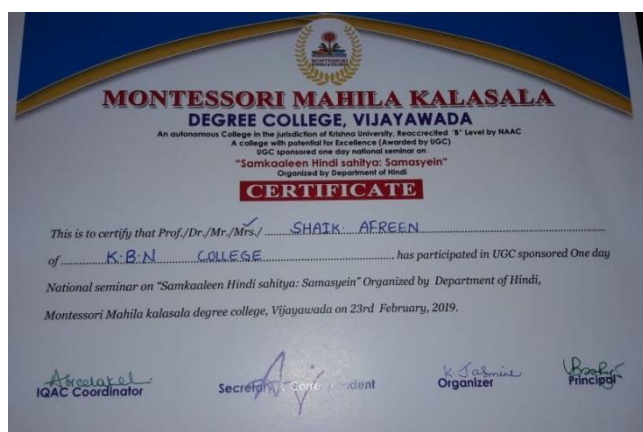 MONTESSORI
MONTESSORI MAHILA KALASALA
DEGREE COLLEGE, VIJAYAWADA
An autonomous College in the jurisdiction of Krishna University, Reaccredited "B" Level by NAAC
A college with potential for Excellence (Awarded by UGC)
UGC sponsored one day national seminar on
"Samkaaleen Hindi sahitya: Samasyein"
Organized by Department of Hindi
CERTIFICATE
This is to certify that Prof./Dr./Mr./Mrs./ SHAIK. AFREEN
of K.B.N COLLEGE has participated in UGC sponsored One day
National seminar on "Samkaaleen Hindi sahitya: Samasyein" Organized by Department of Hindi,
Montessori Mahila kalasala degree college, Vijayawada on 23rd February, 2019.
K. Jasmine
IQAC Coordinator Secretary & Correspondent Organizer Principal